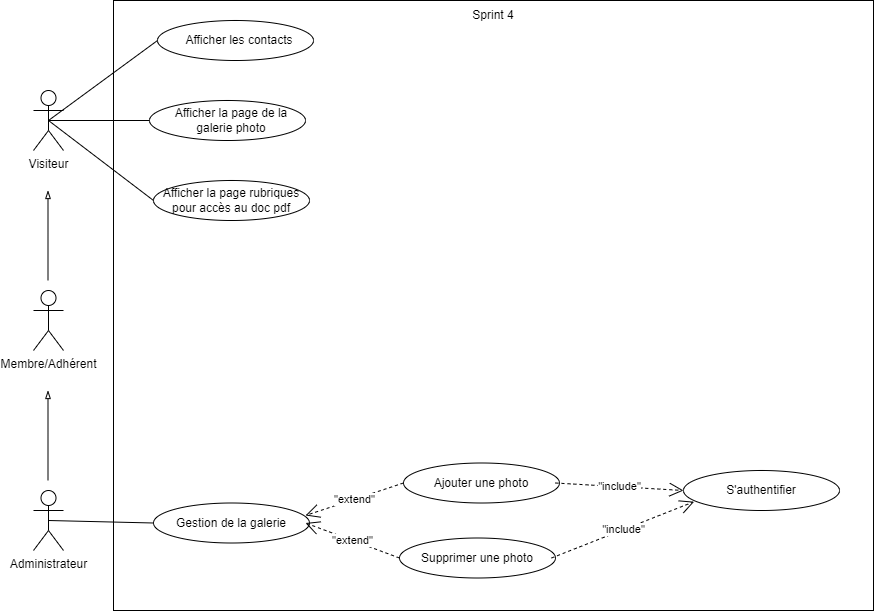 Sprint 4
Afficher les contacts
Afficher la page de la
galerie photo
Visiteur
Afficher la page rubriques
pour accès au doc pdf
Membre/Adhérent
Ajouter une photo
"include"
S'authentifier
"extend"
Gestion de la galerie
"include"
"extend"
Supprimer une photo
Administrateur